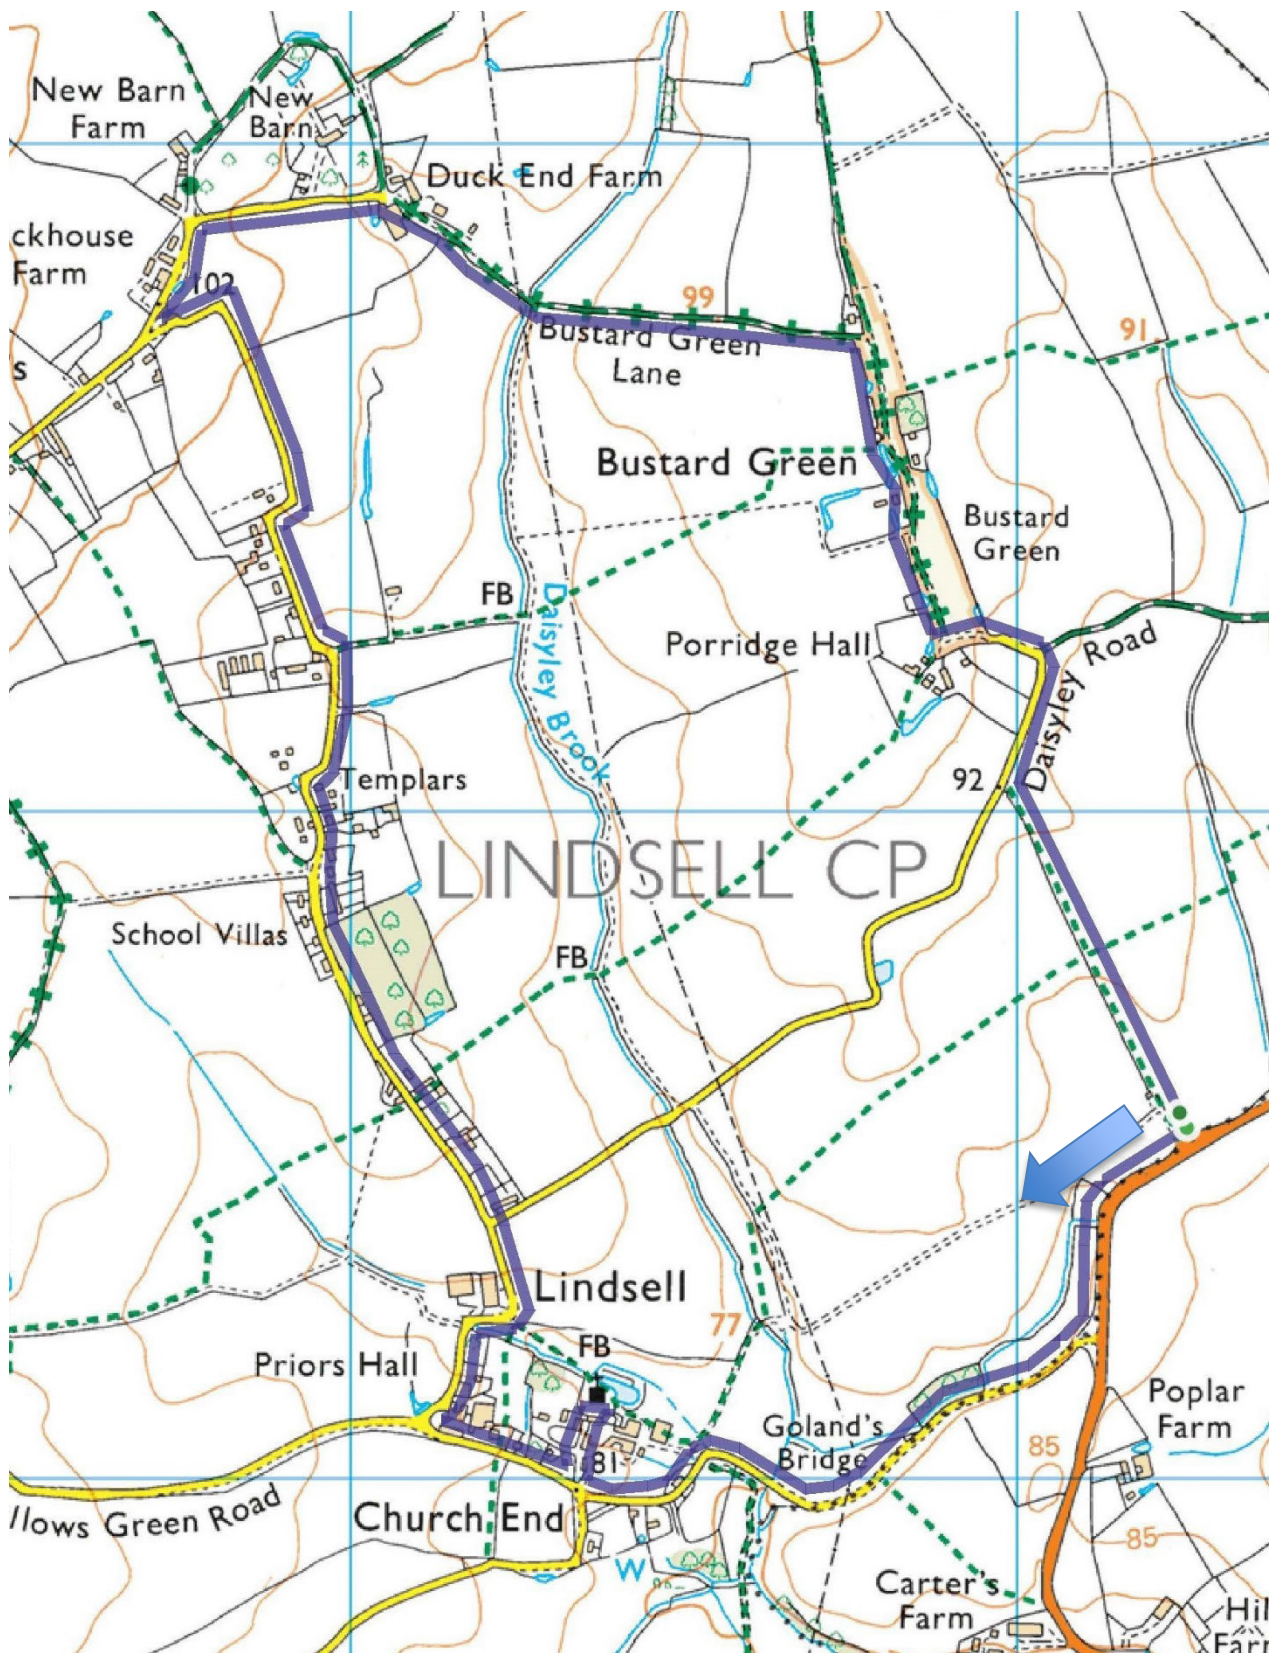 New Barn
Farm
New
Barn
Duck End Farm
ckhouse
Farm
102
99
91
Bustard Green
Lane
s
Bustard Green
Bustard
Green
FB
Daisyley Brook
Porridge Hall
Daisyley Road
92
Templars
LINDSELL CP
School Villas
FB
Lindsell
77
FB
Priors Hall
Poplar
Farm
Goland's
Bridge
85
81
llows Green Road
Church End
85
W
Carter's
Farm
Hil
Farm